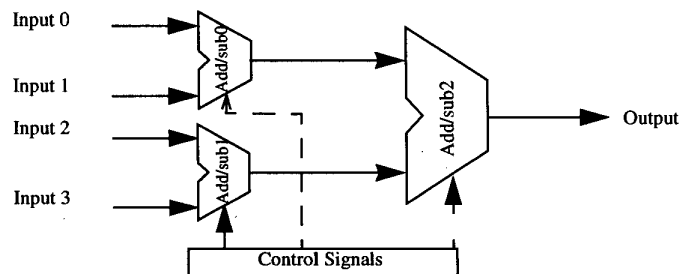 Input 0
Input 1
Input 2
Input 3
Add/sub0
Add/sub1
Add/sub2
Output
Control Signals